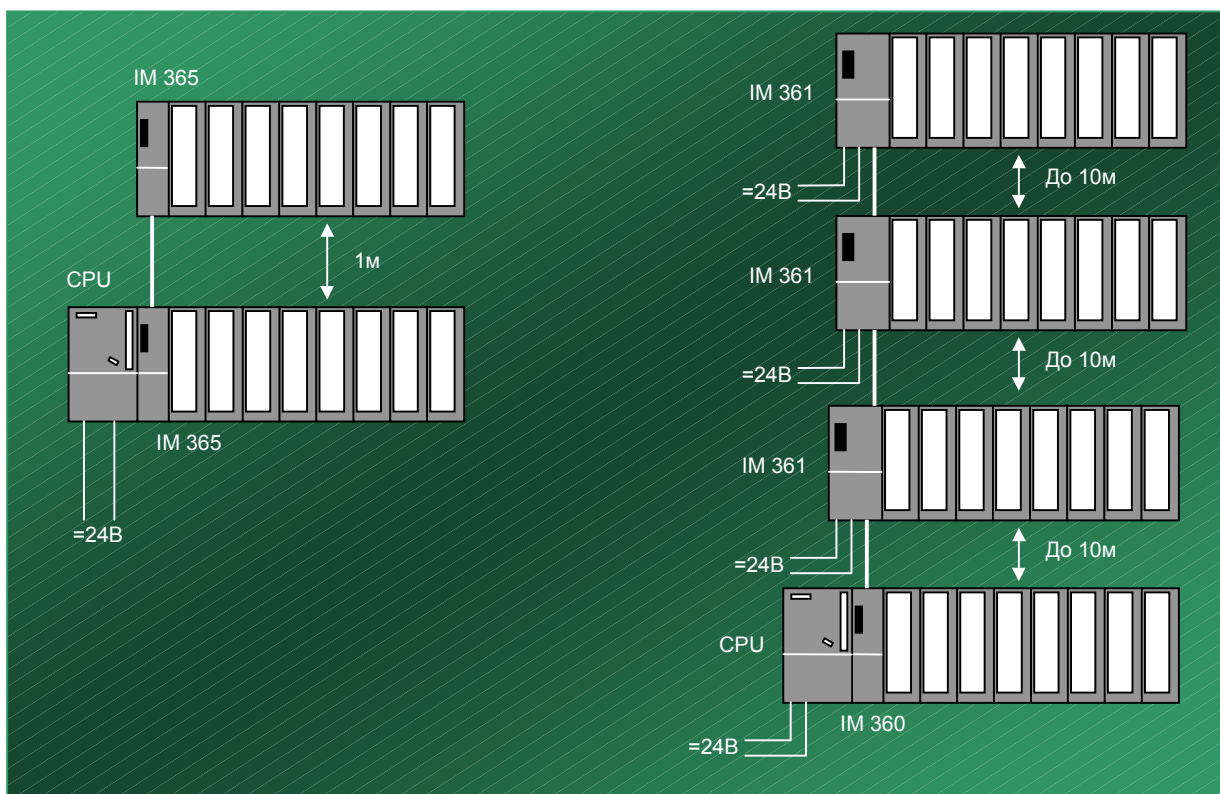 IM 365
1м
CPU
IM 365
=24В
IM 361
До 10м
=24В
IM 361
До 10м
=24В
IM 361
До 10м
=24В
CPU
IM 360
=24В